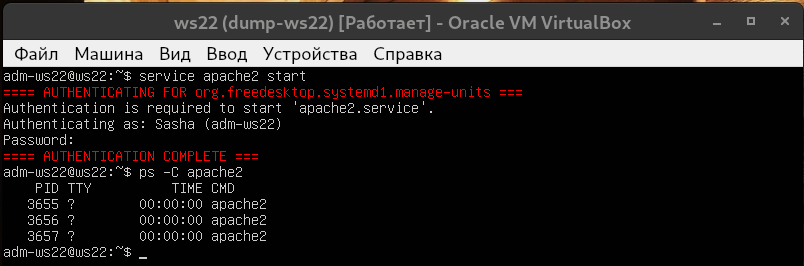 ws22 (dump-ws22) [Работает] - Oracle VM VirtualBox
Файл Машина Вид Ввод Устройства Справка
adm-ws22@ws22:~$ service apache2 start
==== AUTHENTICATING FOR org.freedesktop.systemd1.manage-units ===
Authentication is required to start 'apache2.service'.
Authenticating as: Sasha (adm-ws22)
Password:
==== AUTHENTICATION COMPLETE ===
adm-ws22@ws22:~$ ps -C apache2
    PID TTY          TIME CMD
   3655 ?        00:00:00 apache2
   3656 ?        00:00:00 apache2
   3657 ?        00:00:00 apache2
adm-ws22@ws22:~$ _